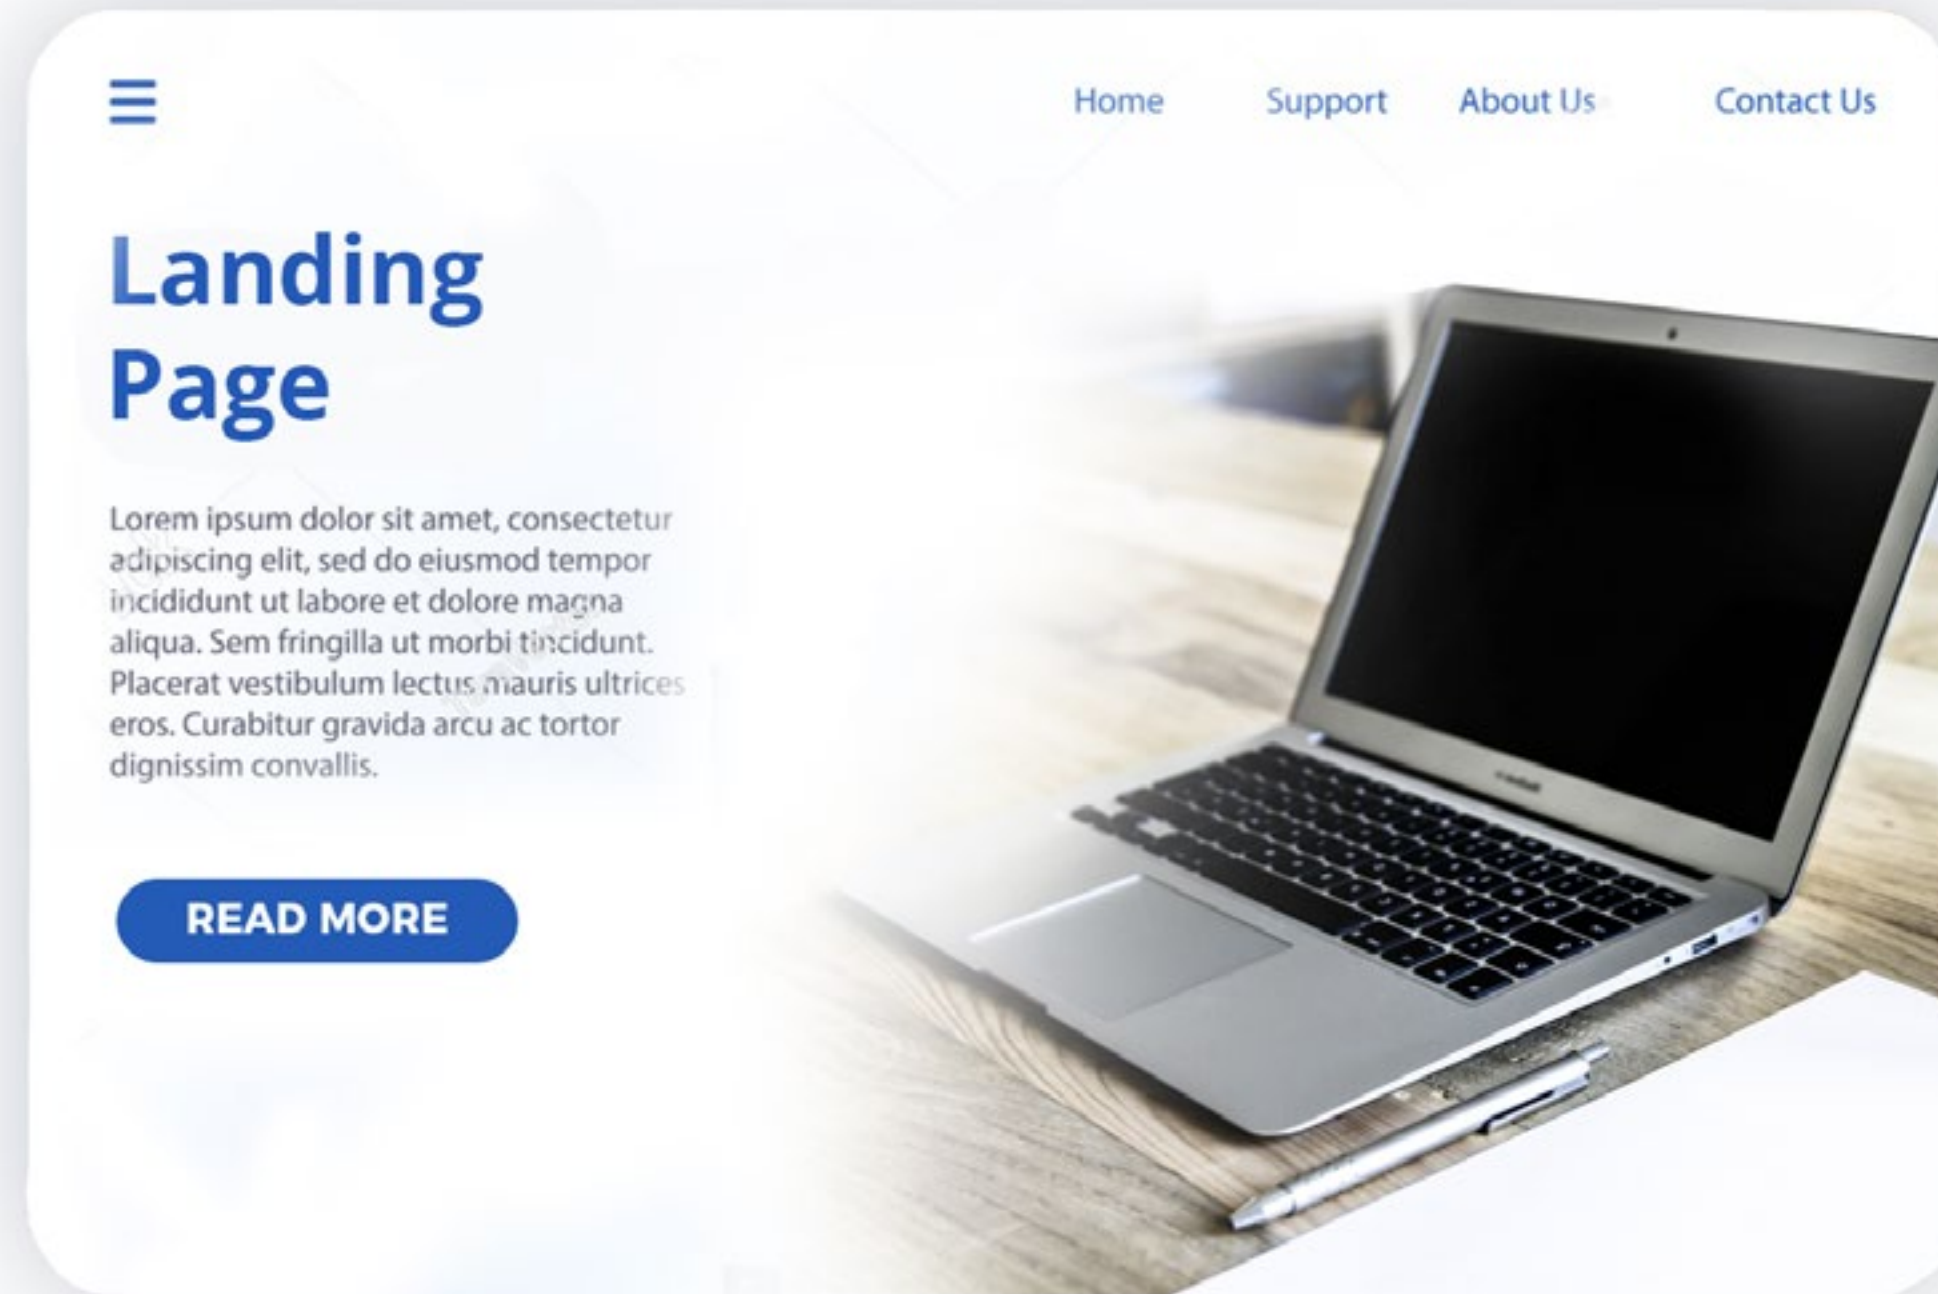 Home Support About Us Contact Us
Landing
Page
Lorem ipsum dolor sit amet, consectetur
adipiscing elit, sed do eiusmod tempor
incididunt ut labore et dolore magna
aliqua. Sem fringilla ut morbi tincidunt.
Placerat vestibulum lectus mauris ultrices
eros. Curabitur gravida arcu ac tortor
dignissim convallis.
READ MORE